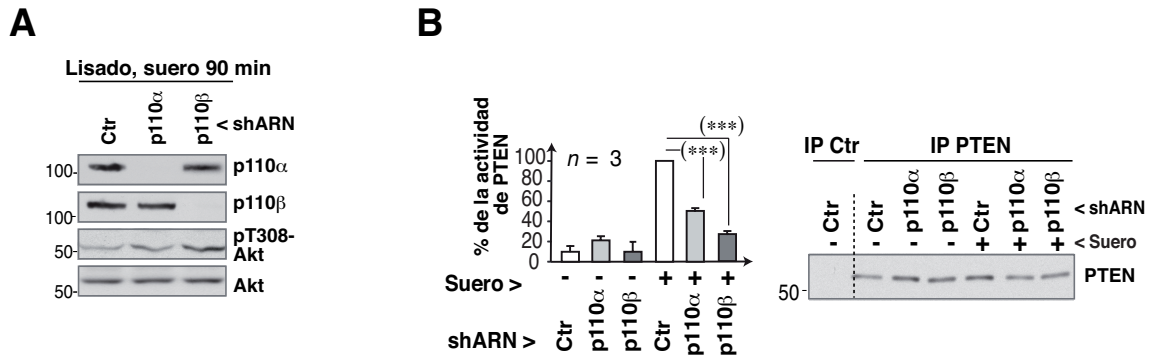 A
Lisado, suero 90 min
Ctr p110α p110β < shARN
100- p110α
100- p110β
50- pT308-
Akt
50- Akt
B
% de la actividad
de PTEN
100
80
60
40
20
0
n = 3
(***)
(***)
Suero > - - - + + +
shARN > Ctr p110α p110β Ctr p110α p110β
IP Ctr IP PTEN
Ctr Ctr p110α p110β Ctr p110α p110β < shARN
- - - - + + + < Suero
50- PTEN